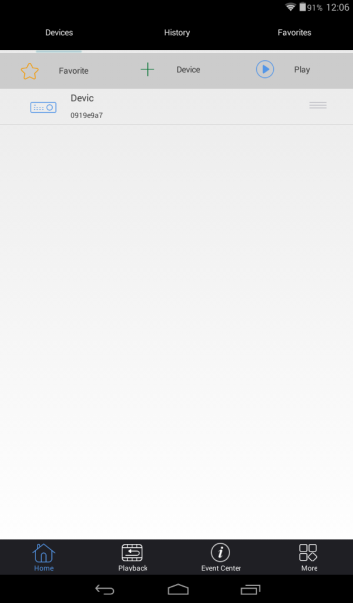 91% 12:06
Devices History Favorites
Favorite Device Play
Devic
0919e9a7
Home Playback Event Center More